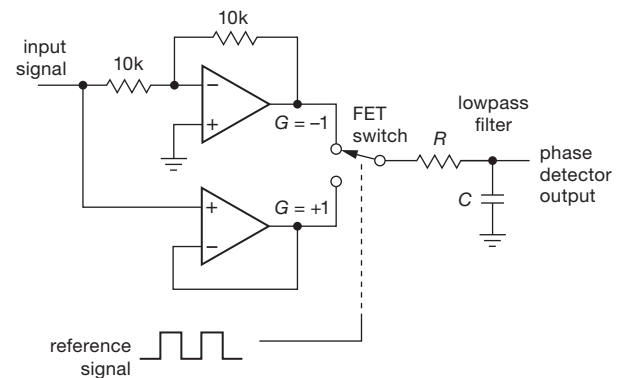 10k
input
signal
10k
−
+
G = –1
FET
switch
lowpass
filter
R
C
phase
detector
output
+
−
G = +1
reference
signal